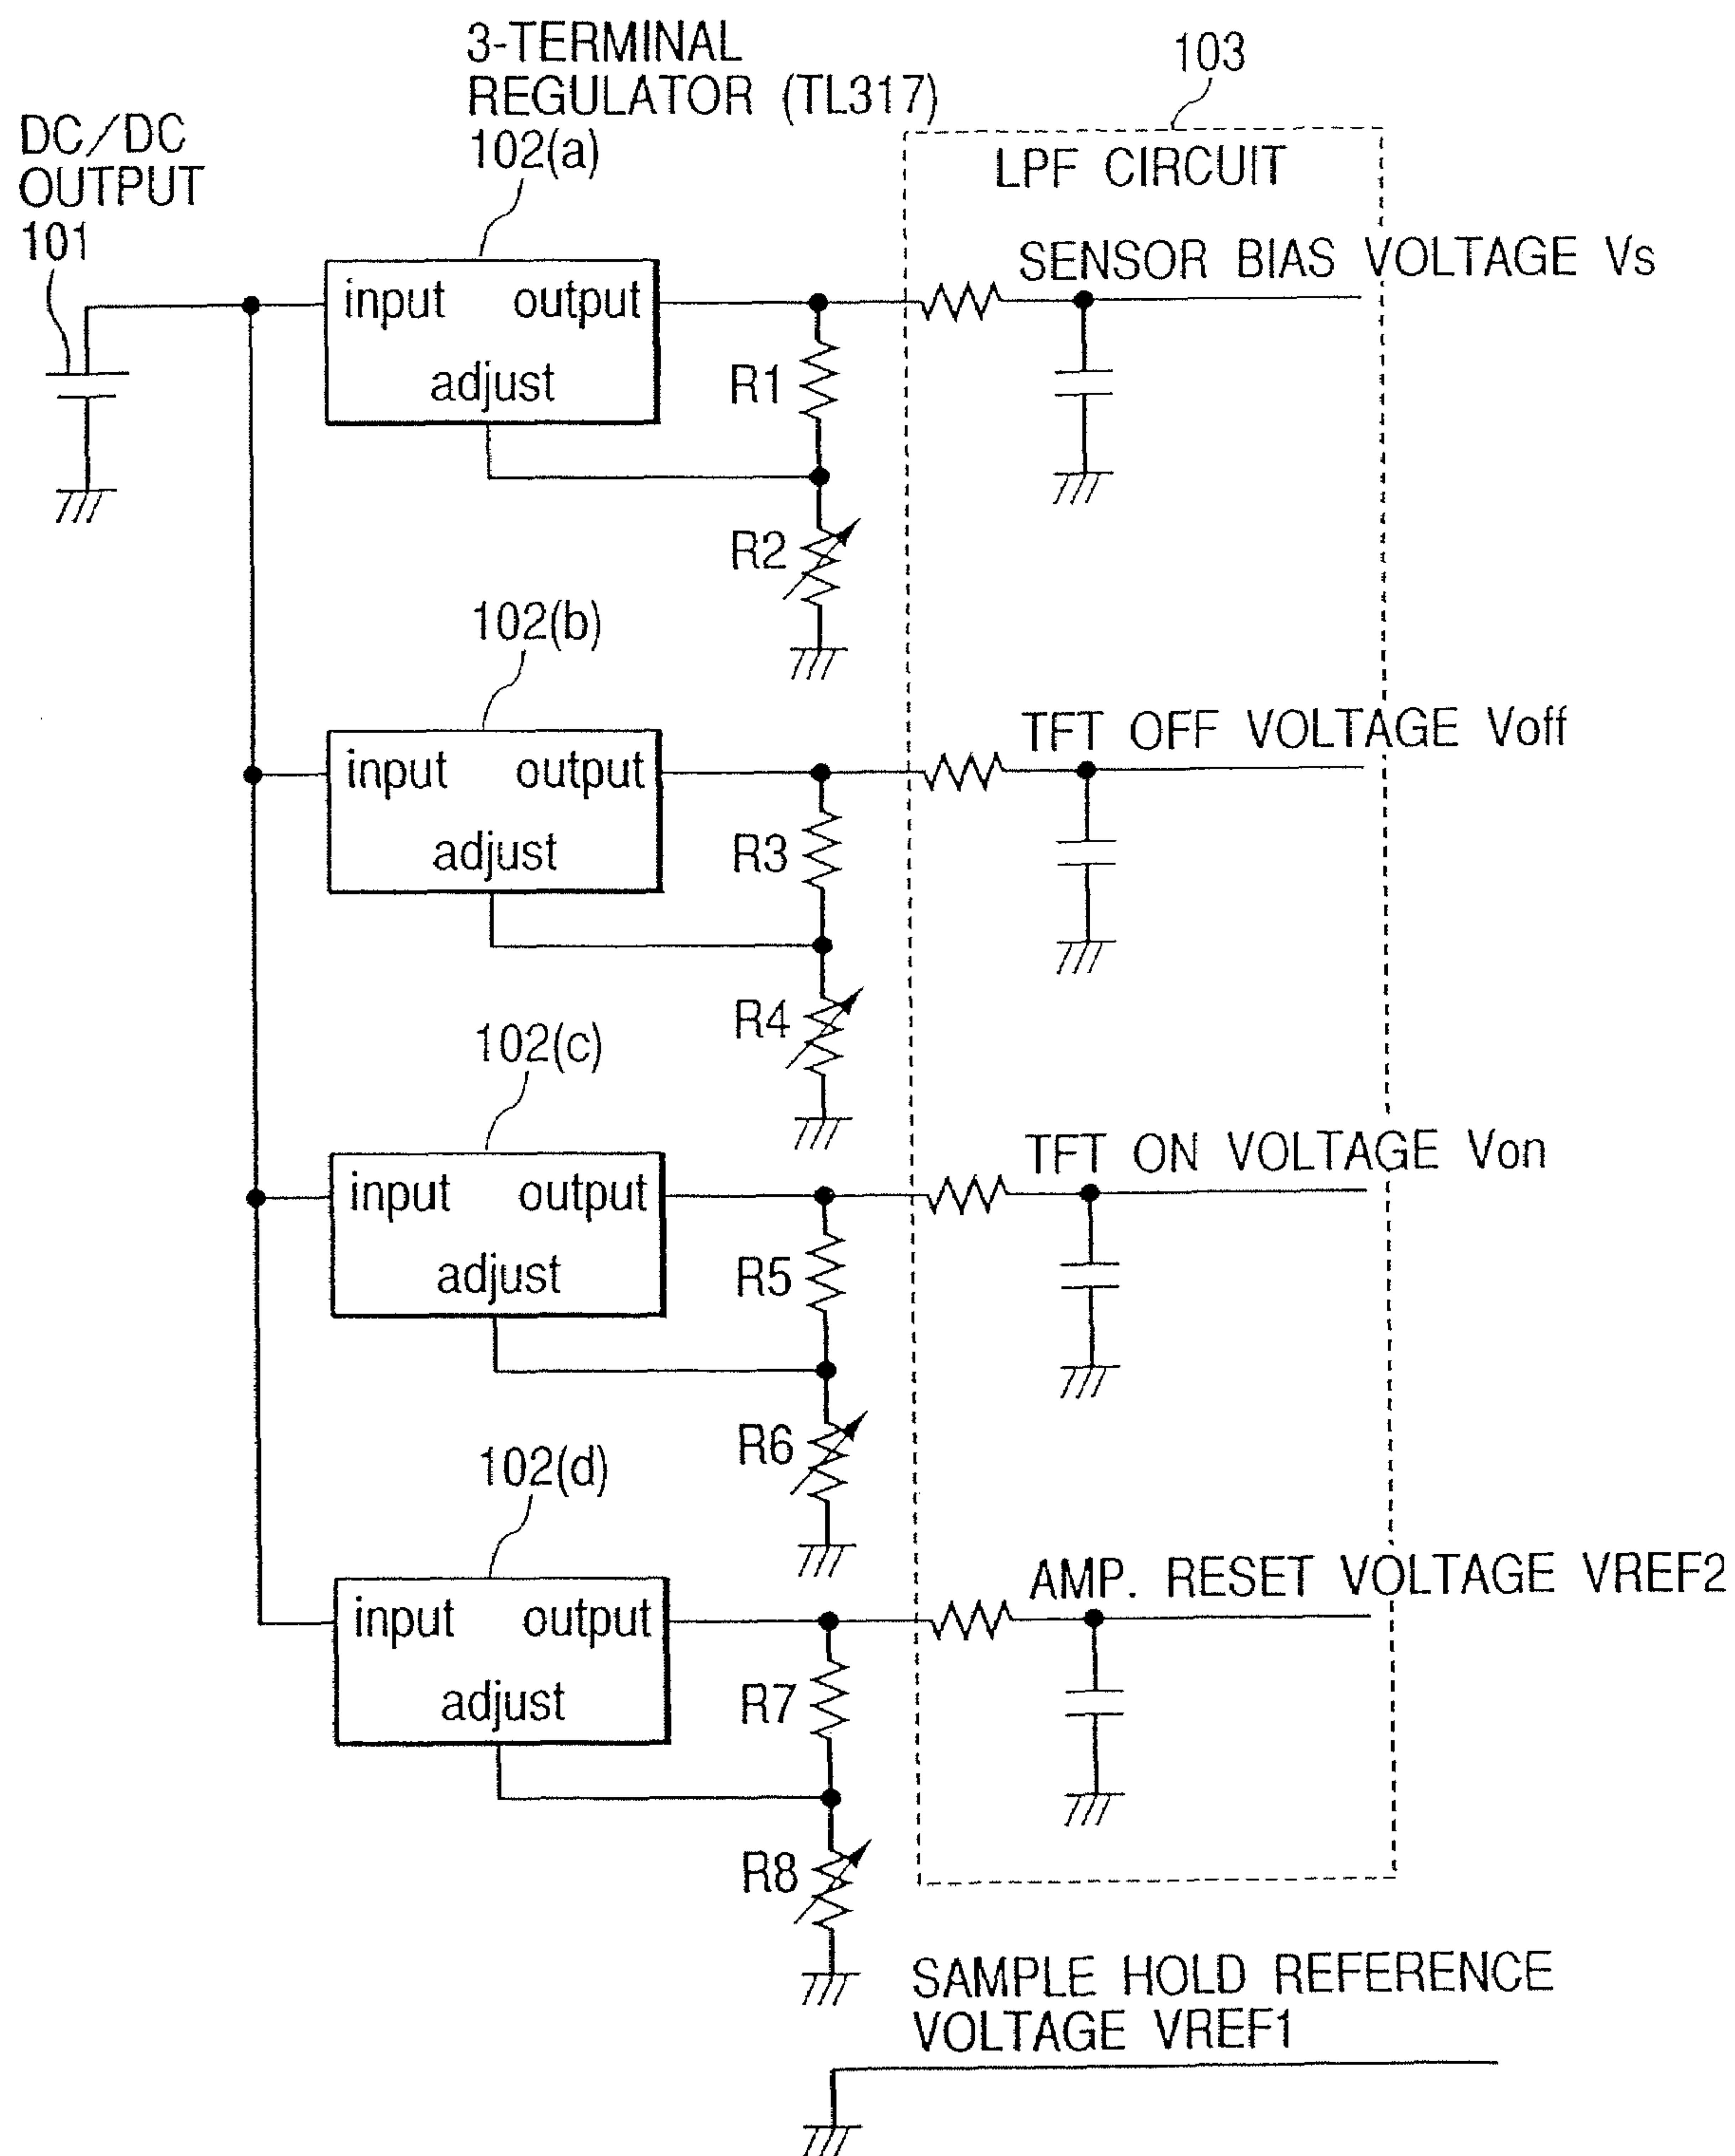 3-TERMINAL
REGULATOR (TL317)
102(a)
103
DC/DC
OUTPUT
101
LPF CIRCUIT
SENSOR BIAS VOLTAGE Vs
input output
adjust
R1
R2
102(b)
TFT OFF VOLTAGE Voff
input output
adjust
R3
R4
102(c)
TFT ON VOLTAGE Von
input output
adjust
R5
R6
102(d)
AMP. RESET VOLTAGE VREF2
input output
adjust
R7
R8
SAMPLE HOLD REFERENCE
VOLTAGE VREF1